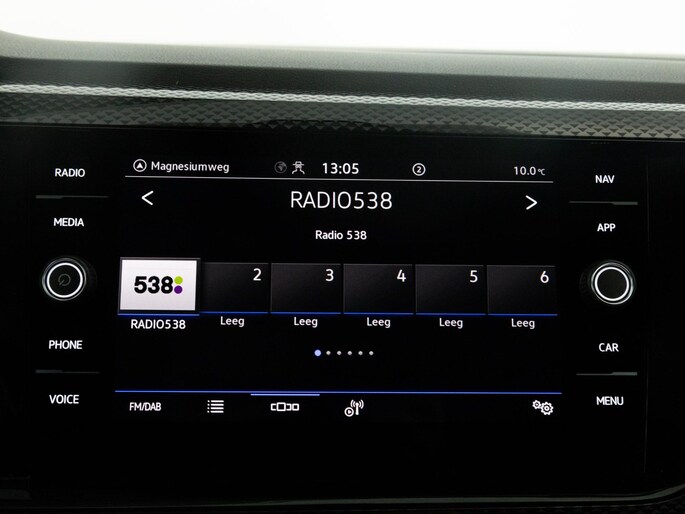 RADIO
MEDIA
PHONE
VOICE
Magnesiumweg 13:05 2 10.0°C
< RADIO538 >
Radio 538
538 2 3 4 5 6
RADIO538 Leeg Leeg Leeg Leeg Leeg
FM/DAB
NAV
APP
CAR
MENU